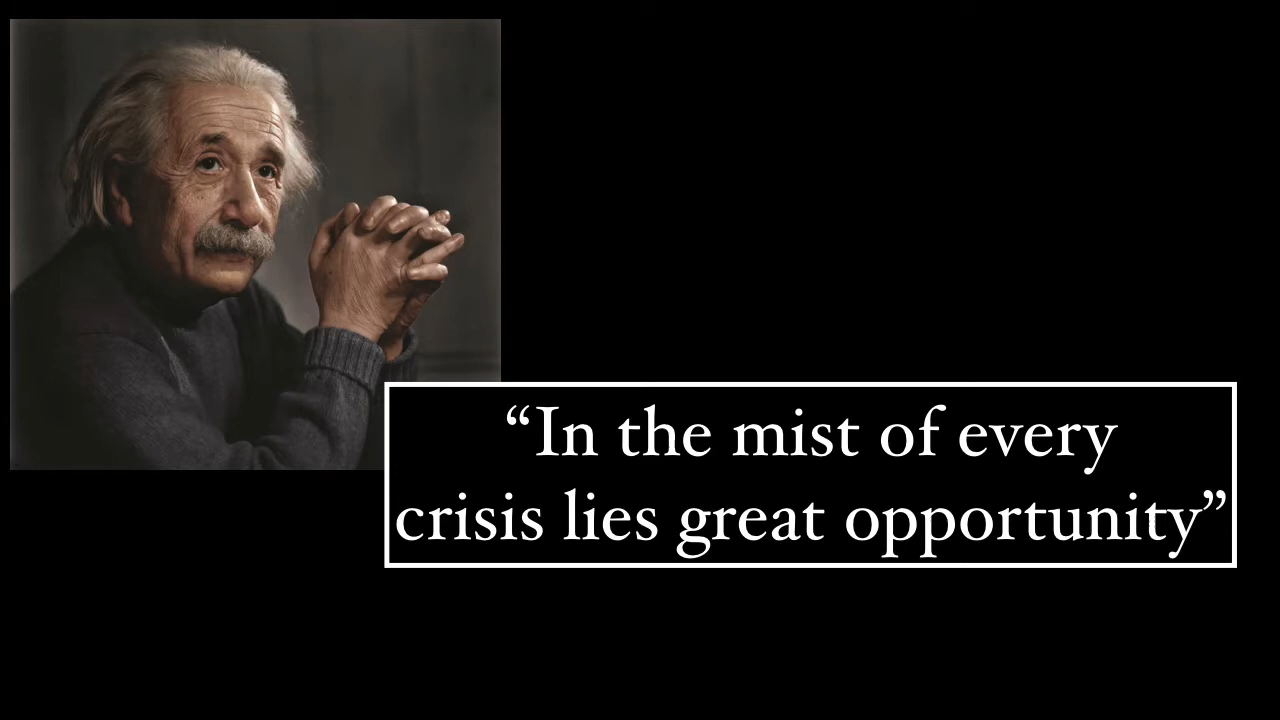 “In the mist of every
crisis lies great opportunity”